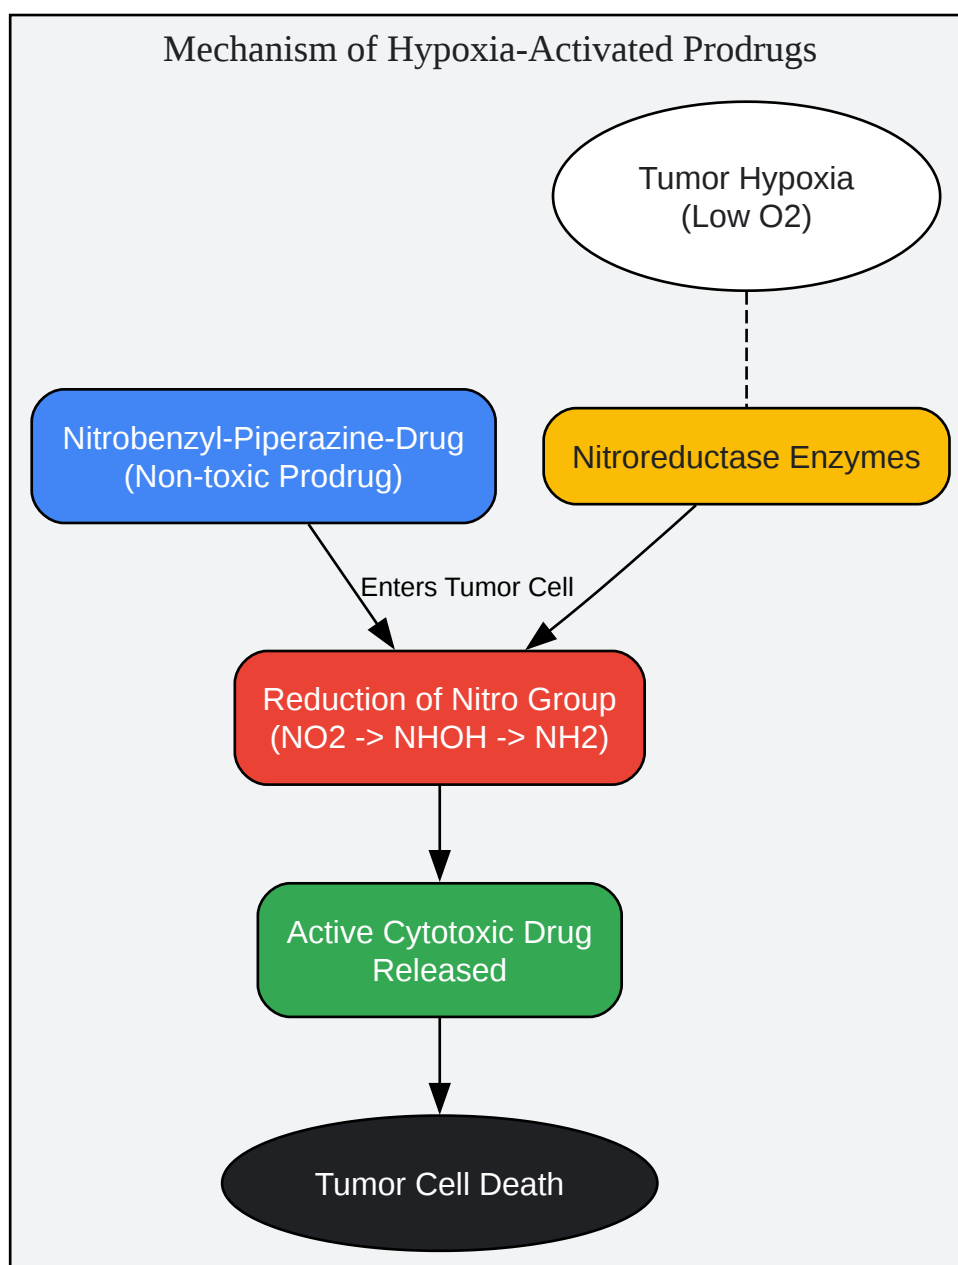 Mechanism of Hypoxia-Activated Prodrugs
Tumor Hypoxia
(Low O2)
Nitrobenzyl-Piperazine-Drug
(Non-toxic Prodrug)
Nitroreductase Enzymes
Enters Tumor Cell
Reduction of Nitro Group
(NO2 -> NHOH -> NH2)
Active Cytotoxic Drug
Released
Tumor Cell Death